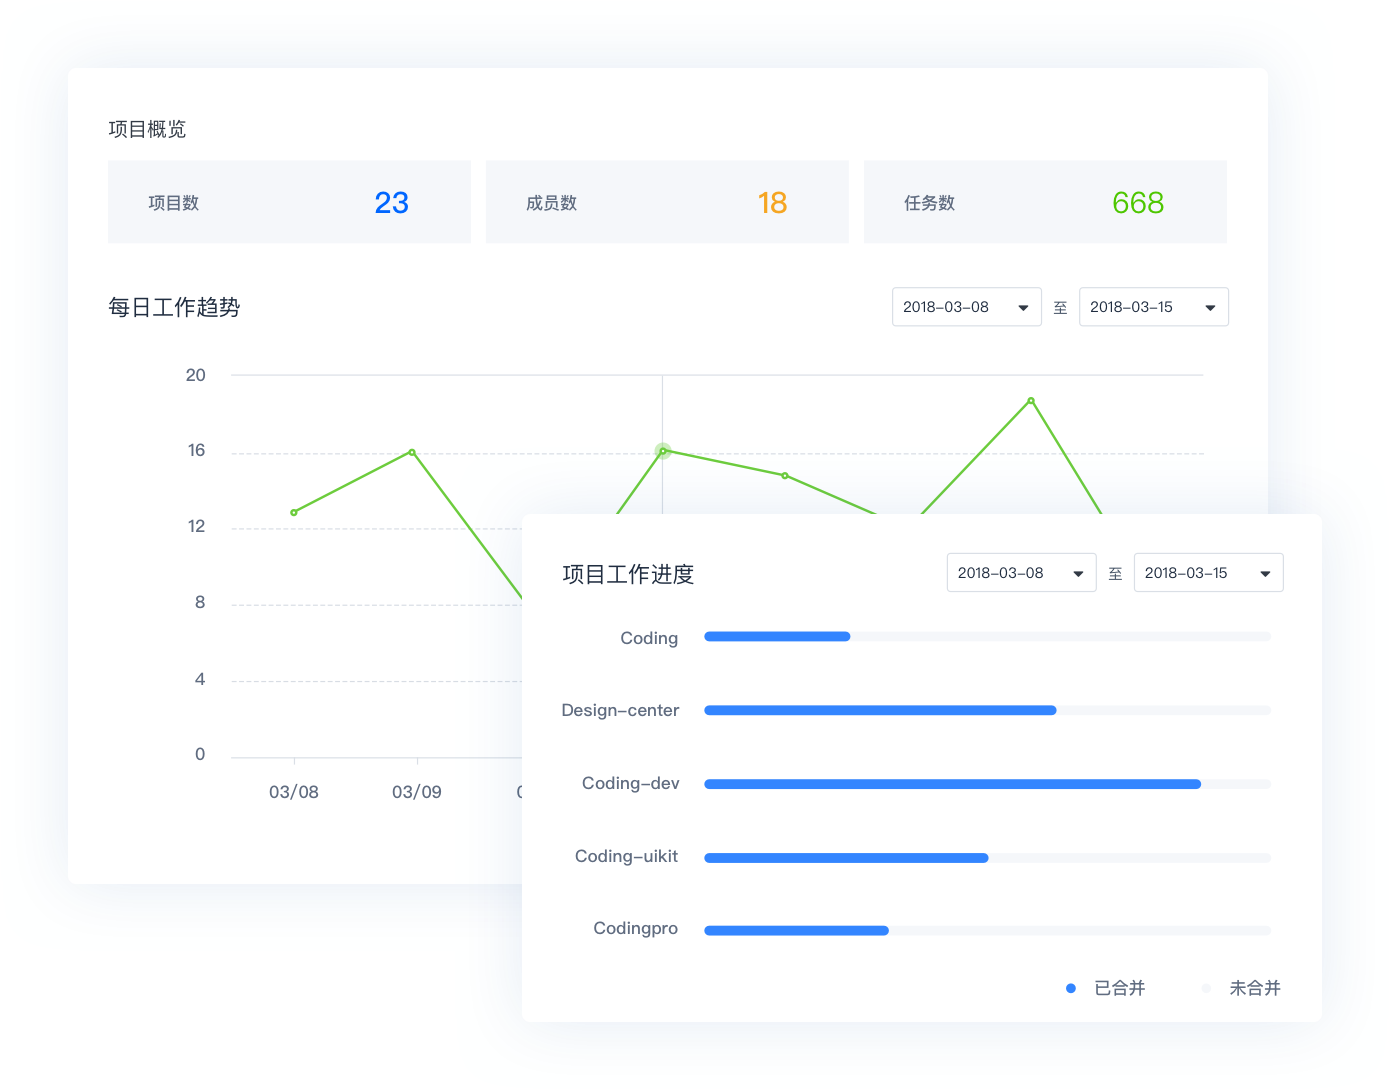 项目概览
项目数 23 成员数 18 任务数 668
每日工作趋势 2018-03-08 至 2018-03-15
20
16
12
8
4
0
03/08 03/09
项目工作进度 2018-03-08 至 2018-03-15
Coding
Design-center
Coding-dev
Coding-uikit
Codingpro
已合并 未合并